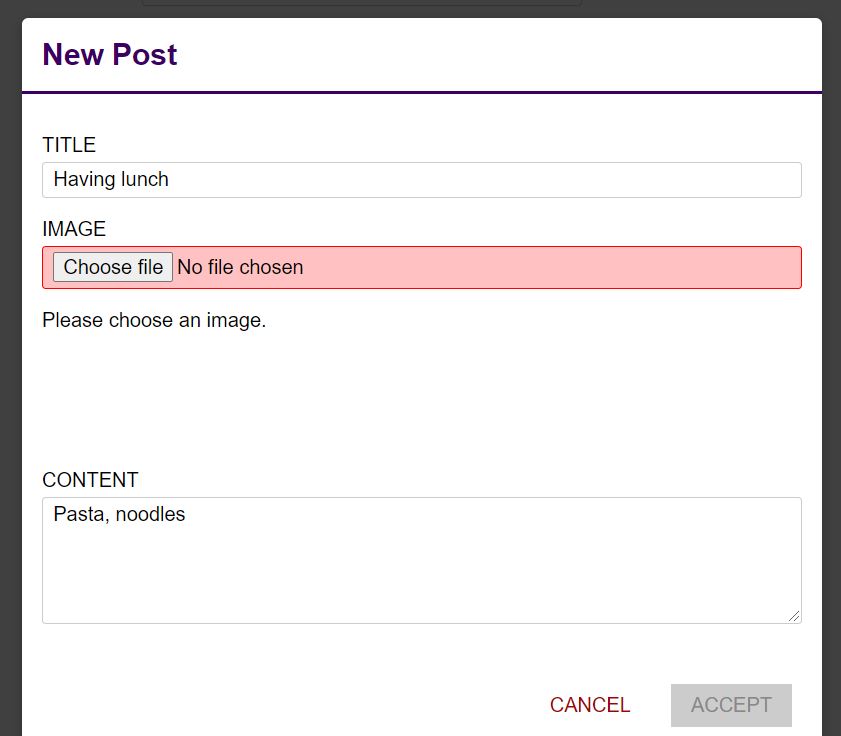 New Post
TITLE
Having lunch
IMAGE
Choose file No file chosen
Please choose an image.
CONTENT
Pasta, noodles
CANCEL ACCEPT